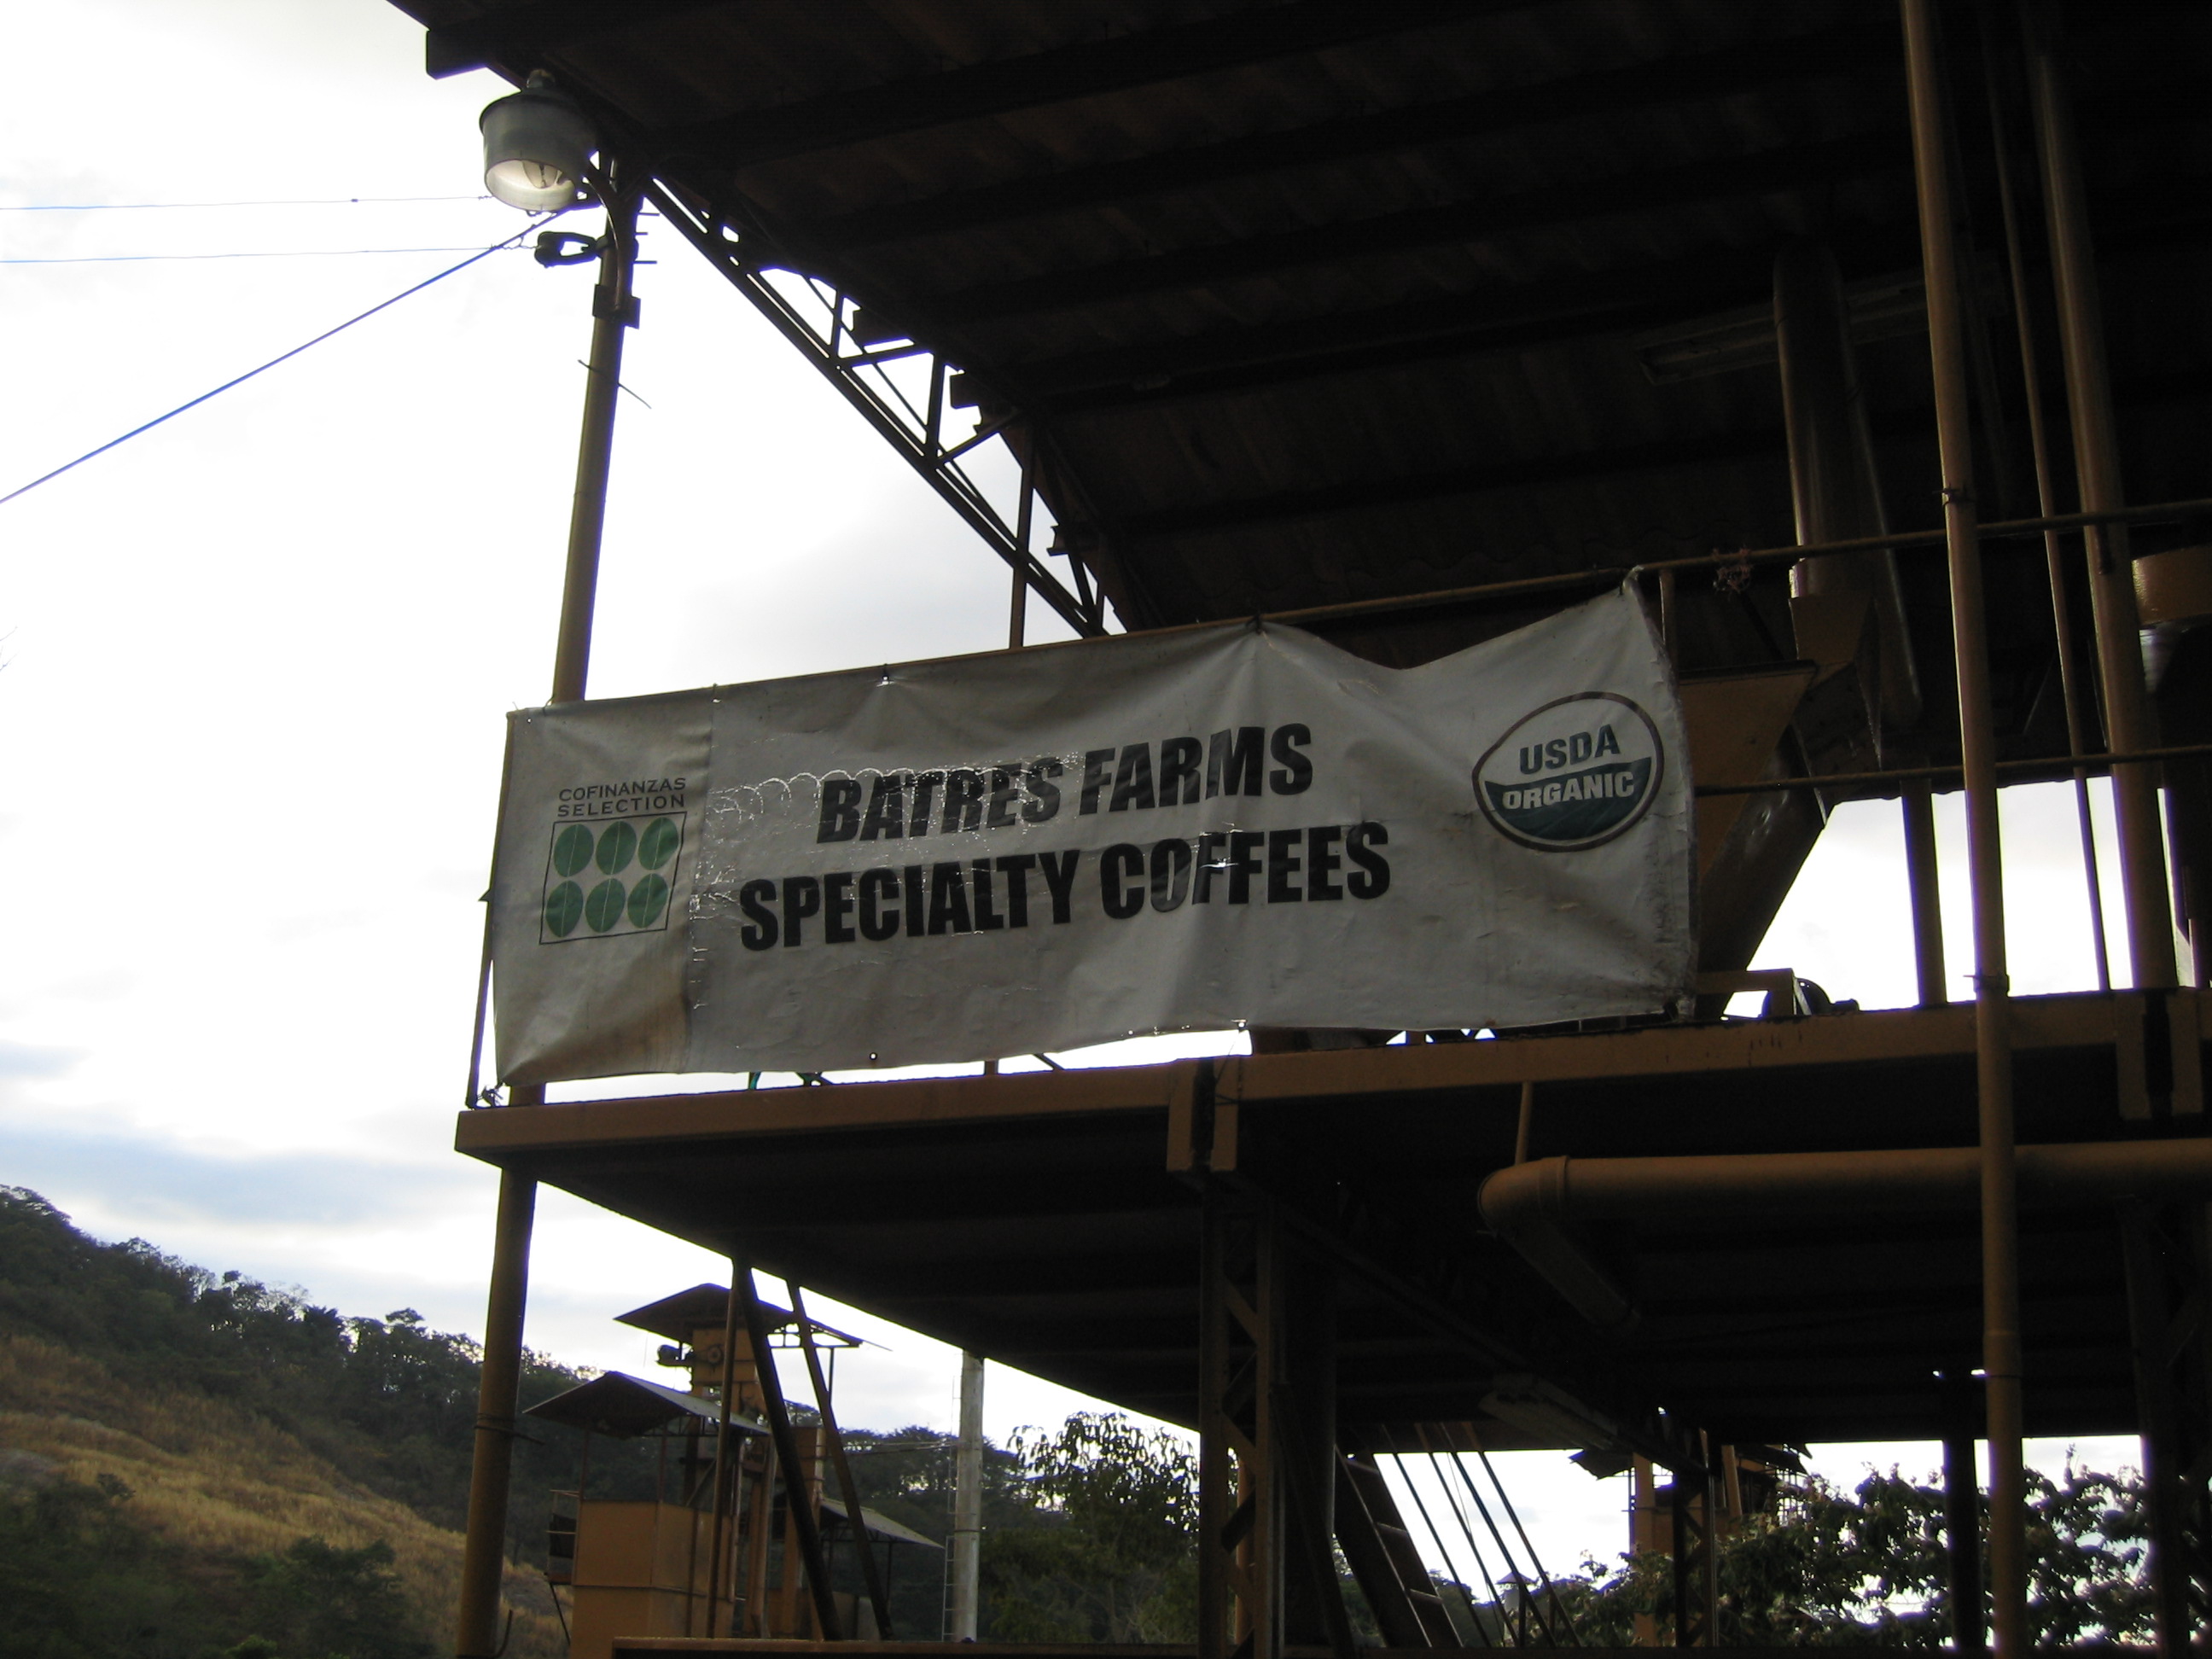 COFINANZAS
SELECTION
BATRES FARMS
SPECIALTY COFFEES
USDA
ORGANIC